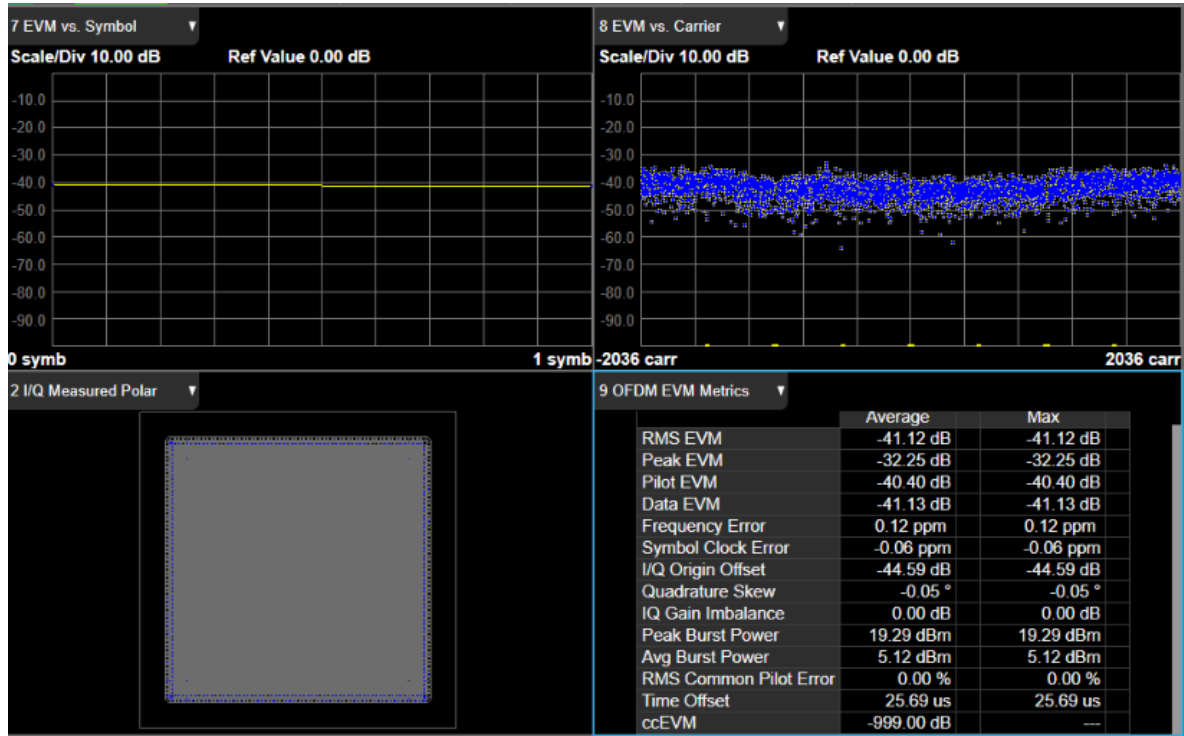 7 EVM vs. Symbol
Scale/Div 10.00 dB Ref Value 0.00 dB
-10.0
-20.0
-30.0
-40.0
-50.0
-60.0
-70.0
-80.0
-90.0
0 symb 1 symb
8 EVM vs. Carrier
Scale/Div 10.00 dB Ref Value 0.00 dB
-10.0
-20.0
-30.0
-40.0
-50.0
-60.0
-70.0
-80.0
-90.0
-2036 carr 2036 carr
2 I/Q Measured Polar
9 OFDM EVM Metrics
Average Max
RMS EVM -41.12 dB -41.12 dB
Peak EVM -32.25 dB -32.25 dB
Pilot EVM -40.40 dB -40.40 dB
Data EVM -41.13 dB -41.13 dB
Frequency Error 0.12 ppm 0.12 ppm
Symbol Clock Error -0.06 ppm -0.06 ppm
I/Q Origin Offset -44.59 dB -44.59 dB
Quadrature Skew -0.05 ° -0.05 °
IQ Gain Imbalance 0.00 dB 0.00 dB
Peak Burst Power 19.29 dBm 19.29 dBm
Avg Burst Power 5.12 dBm 5.12 dBm
RMS Common Pilot Error 0.00 % 0.00 %
Time Offset 25.69 us 25.69 us
ccEVM -999.00 dB ---